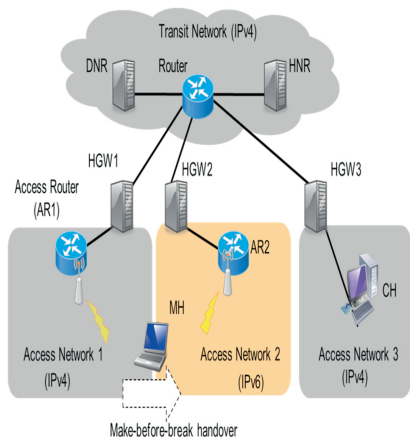 Transit Network (IPv4)
DNR
Router
HNR
HGW1
HGW2
HGW3
Access Router
(AR1)
AR2
MH
CH
Access Network 1
(IPv4)
Access Network 2
(IPv6)
Access Network 3
(IPv4)
Make-before-break handover